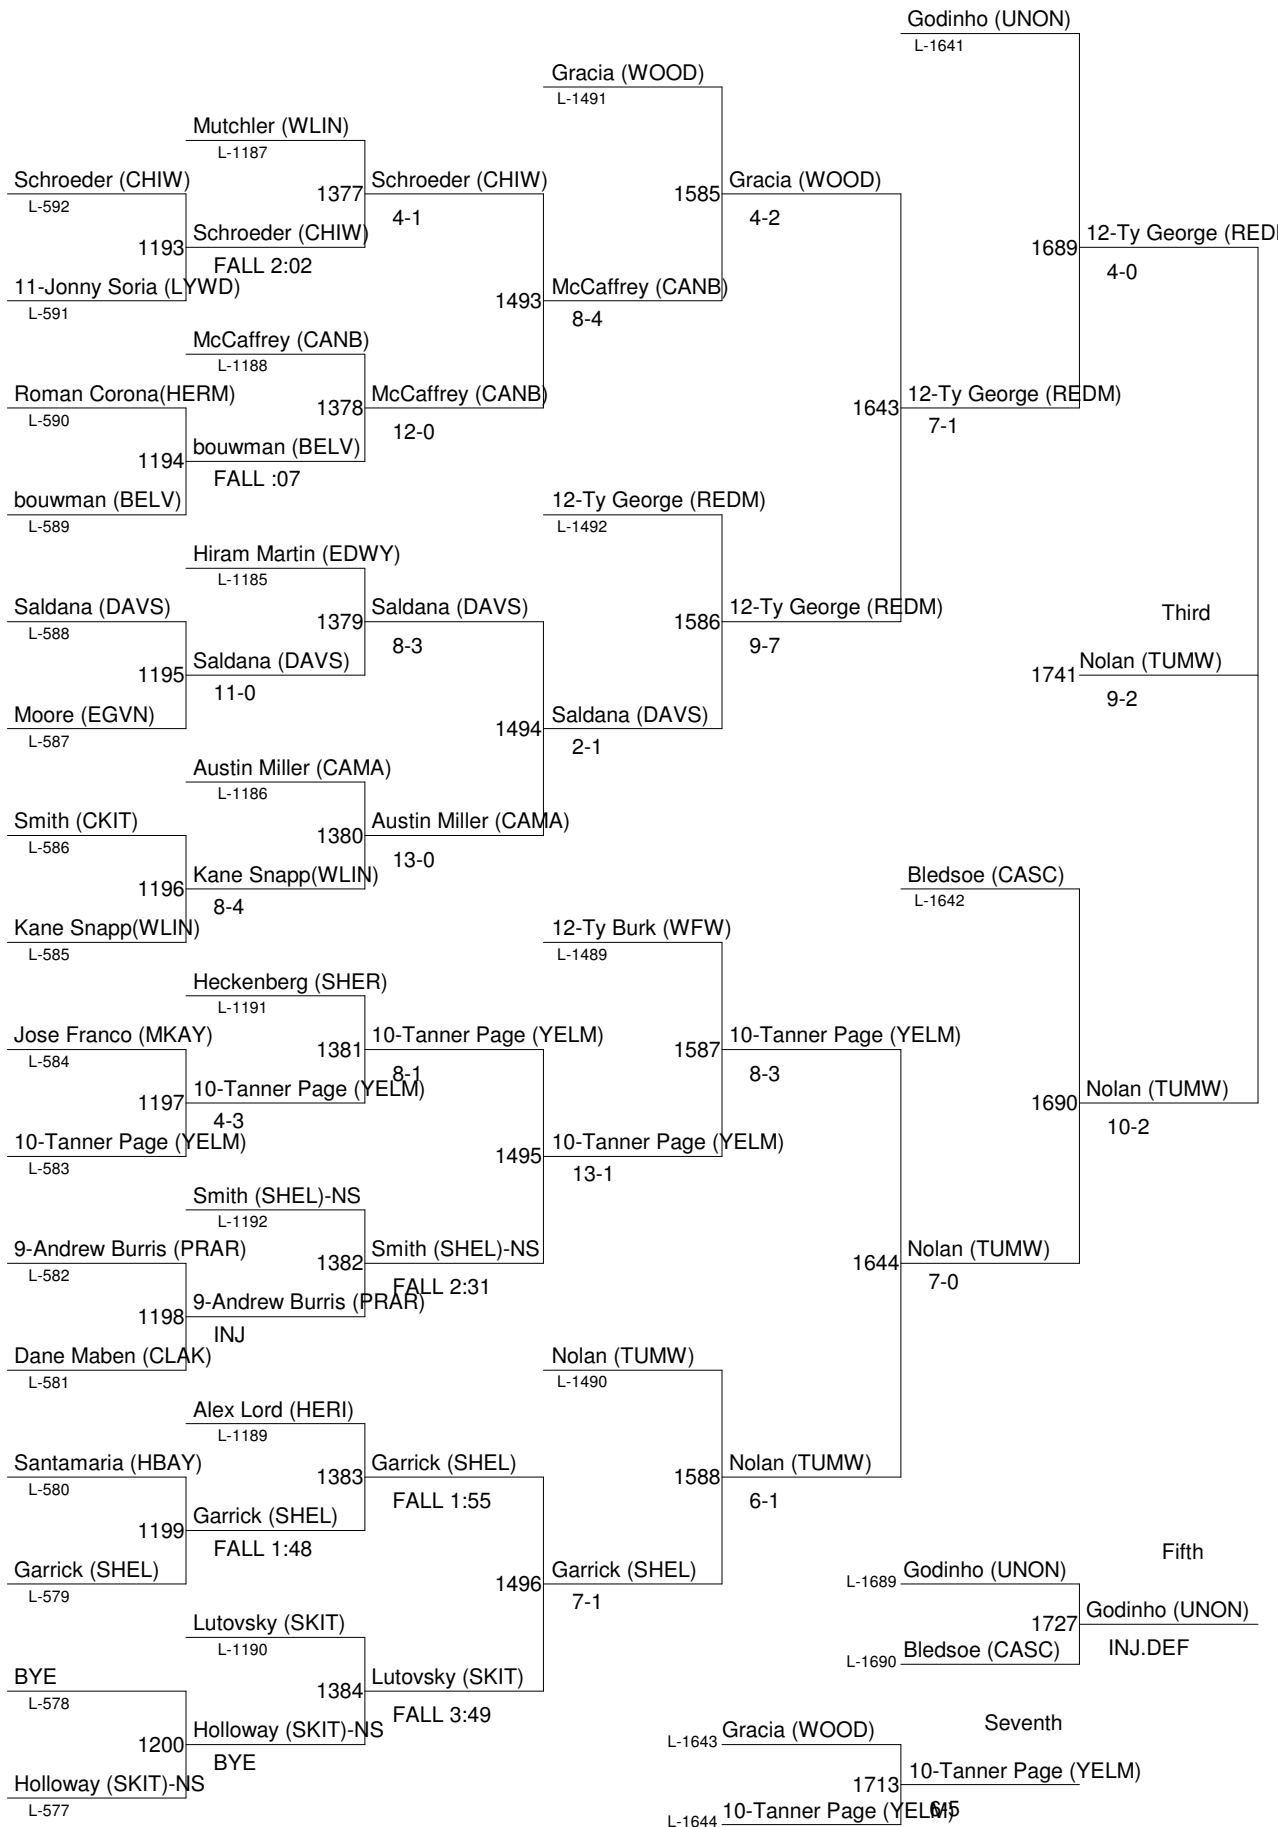 Godinho (UNON)
L-1641
Gracia (WOOD)
L-1491
Mutchler (WLIN)
L-1187
Schroeder (CHIW)
L-592
1377
Schroeder (CHIW)
4-1
1585
Gracia (WOOD)
4-2
1193
Schroeder (CHIW)
FALL 2:02
1689
12-Ty George (RED
4-0
11-Jonny Soria (LYWD)
L-591
1493
McCaffrey (CANB)
8-4
McCaffrey (CANB)
L-1188
Roman Corona(HERM)
L-590
1378
McCaffrey (CANB)
12-0
1643
12-Ty George (REDM)
7-1
1194
bouwman (BELV)
FALL :07
bouwman (BELV)
L-589
12-Ty George (REDM)
L-1492
Hiram Martin (EDWY)
L-1185
Saldana (DAVS)
L-588
1379
Saldana (DAVS)
8-3
1586
12-Ty George (REDM)
9-7
Third
1195
Saldana (DAVS)
11-0
1741
Nolan (TUMW)
9-2
Moore (EGVN)
L-587
1494
Saldana (DAVS)
2-1
Austin Miller (CAMA)
L-1186
Smith (CKIT)
L-586
1380
Austin Miller (CAMA)
13-0
1196
Kane Snapp(WLIN)
8-4
Bledsoe (CASC)
L-1642
Kane Snapp(WLIN)
L-585
12-Ty Burk (WFW)
L-1489
Heckenberg (SHER)
L-1191
Jose Franco (MKAY)
L-584
1381
10-Tanner Page (YELM)
8-1
1587
10-Tanner Page (YELM)
8-3
1197
10-Tanner Page (YELM)
4-3
1690
Nolan (TUMW)
10-2
10-Tanner Page (YELM)
L-583
1495
10-Tanner Page (YELM)
13-1
Smith (SHEL)-NS
L-1192
9-Andrew Burris (PRAR)
L-582
1382
Smith (SHEL)-NS
FALL 2:31
1644
Nolan (TUMW)
7-0
1198
9-Andrew Burris (PRAR)
INJ
Dane Maben (CLAK)
L-581
Nolan (TUMW)
L-1490
Alex Lord (HERI)
L-1189
Santamaria (HBAY)
L-580
1383
Garrick (SHEL)
FALL 1:55
1588
Nolan (TUMW)
6-1
1199
Garrick (SHEL)
FALL 1:48
Garrick (SHEL)
L-579
1496
Garrick (SHEL)
7-1
Fifth
L-1689
Godinho (UNON)
1727
Godinho (UNON)
INJ.DEF
L-1690
Bledsoe (CASC)
Lutovsky (SKIT)
L-1190
BYE
L-578
1384
Lutovsky (SKIT)
FALL 3:49
1200
Holloway (SKIT)-NS
BYE
Holloway (SKIT)-NS
L-577
Seventh
L-1643
Gracia (WOOD)
1713
10-Tanner Page (YELM)
6-5
L-1644
10-Tanner Page (YELM)